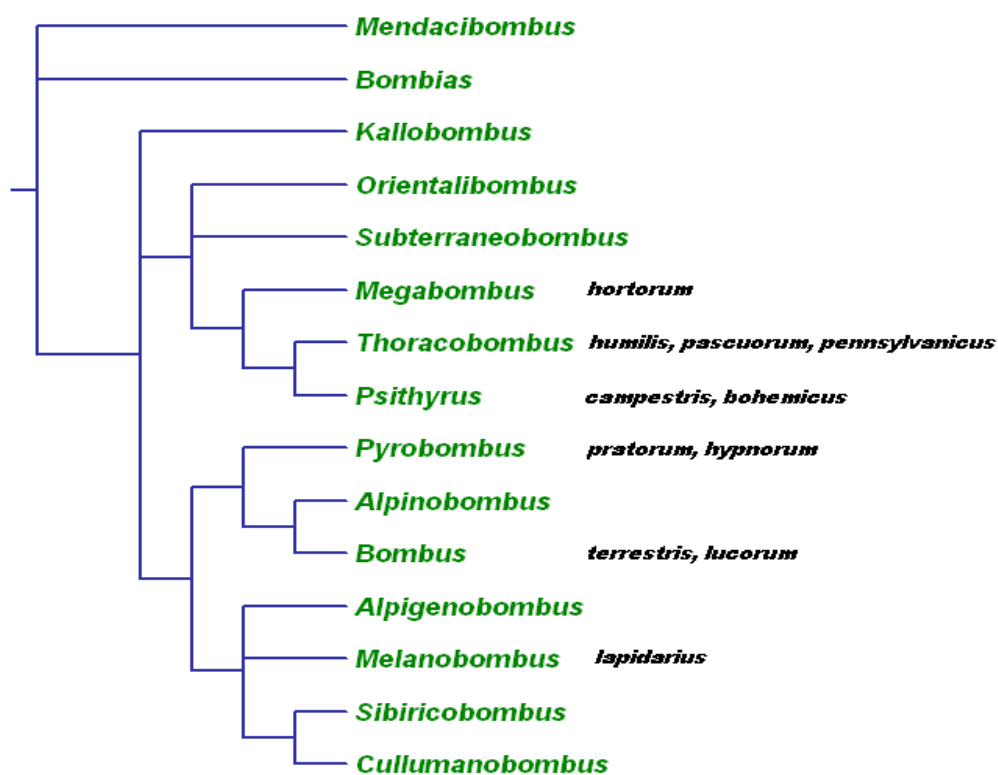 Mendacibombus
Bombias
Kallobombus
Orientalibombus
Subterraneobombus
Megabombus hortorum
Thoracobombus humilis, pascuorum, pennsylvanicus
Psithyrus campestris, bohemicus
Pyrobombus pratorum, hypnorum
Alpinobombus
Bombus terrestris, lucorum
Alpigenobombus
Melanobombus lapidarius
Sibiricobombus
Cullumanobombus